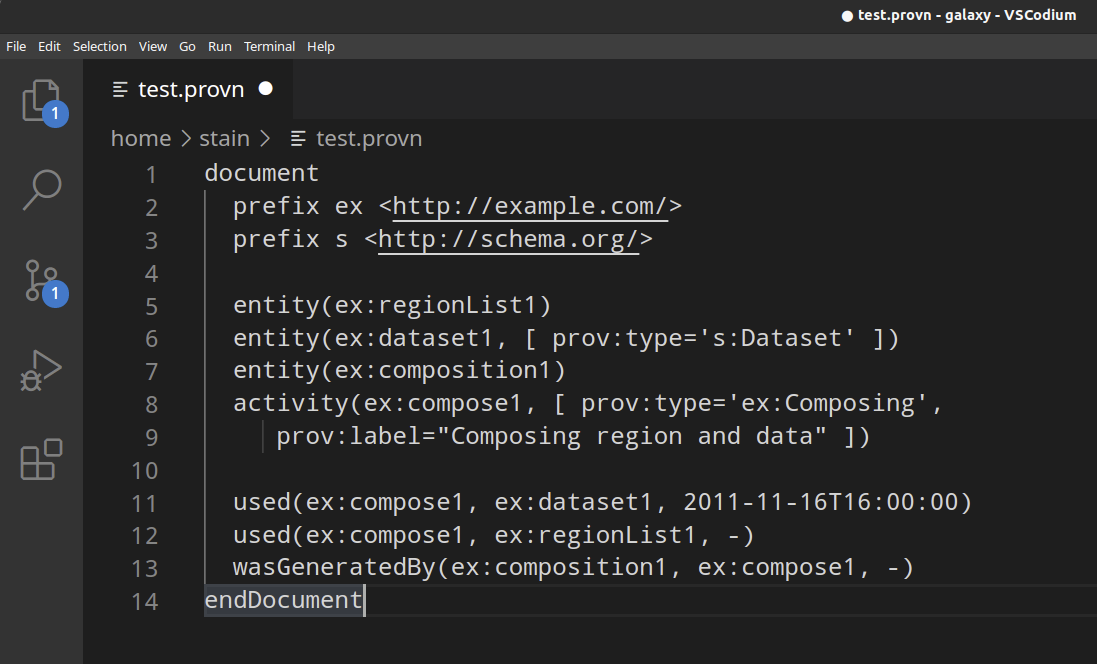 ● test.provn - galaxy - VSCodium
File Edit Selection View Go Run Terminal Help
1
1
test.provn ●
home > stain > test.provn
1 document
2   prefix ex <http://example.com/>
3   prefix s <http://schema.org/>
4
5   entity(ex:regionList1)
6   entity(ex:dataset1, [ prov:type='s:Dataset' ])
7   entity(ex:composition1)
8   activity(ex:compose1, [ prov:type='ex:Composing',
9      prov:label="Composing region and data" ])
10
11   used(ex:compose1, ex:dataset1, 2011-11-16T16:00:00)
12   used(ex:compose1, ex:regionList1, -)
13   wasGeneratedBy(ex:composition1, ex:compose1, -)
14 endDocument